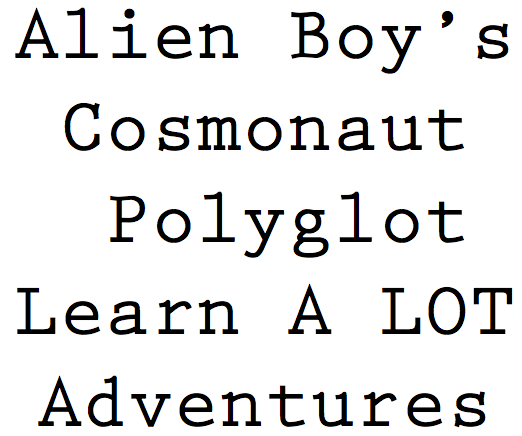 Alien Boy’s
Cosmonaut
Polyglot
Learn A LOT
Adventures